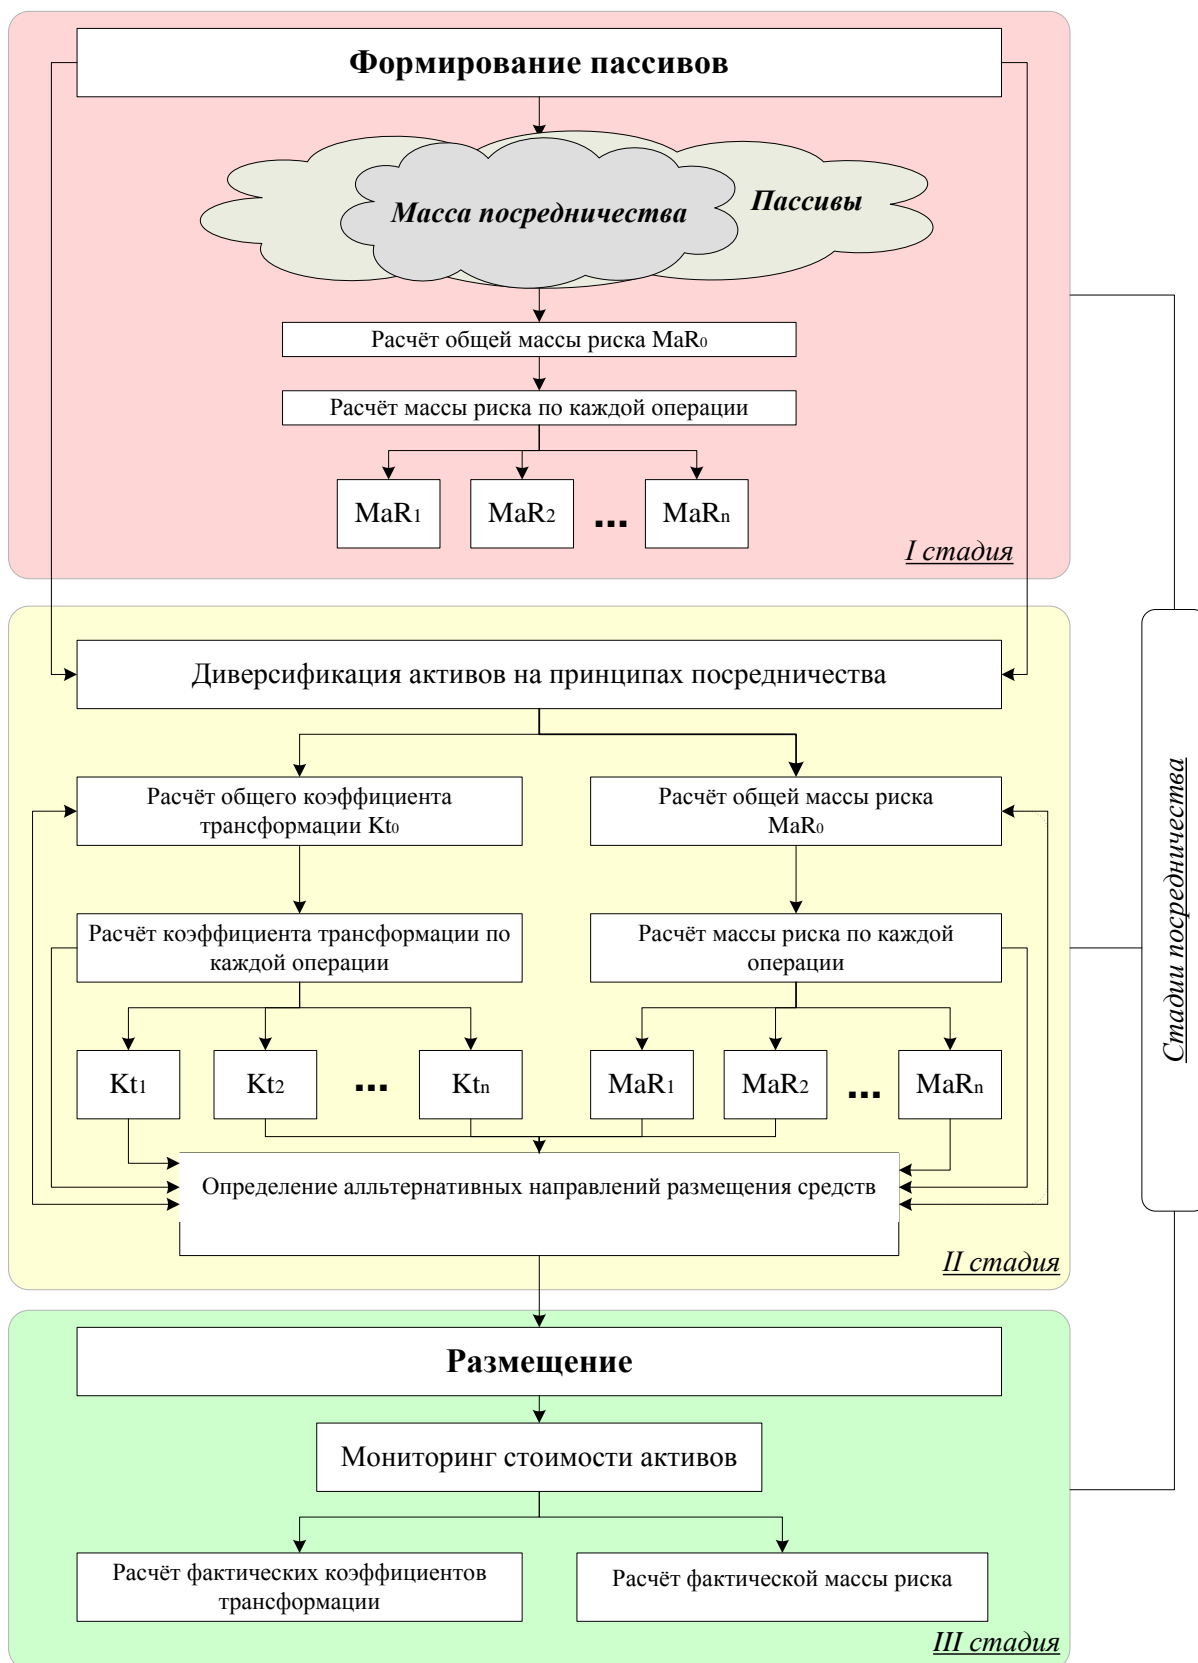 Формирование пассивов
Пассивы
Масса посредничества
Расчёт общей массы риска MaR₀
Расчёт массы риска по каждой операции
MaR₁
MaR₂
...
MaRₙ
I стадия
Диверсификация активов на принципах посредничества
Расчёт общего коэффициента
трансформации Kt₀
Расчёт общей массы риска
MaR₀
Расчёт коэффициента трансформации по
каждой операции
Расчёт массы риска по каждой
операции
Kt₁
Kt₂
...
Ktₙ
MaR₁
MaR₂
...
MaRₙ
Определение алльтернативных направлений размещения средств
II стадия
Стадии посредничества
Размещение
Мониторинг стоимости активов
Расчёт фактических коэффициентов
трансформации
Расчёт фактической массы риска
III стадия